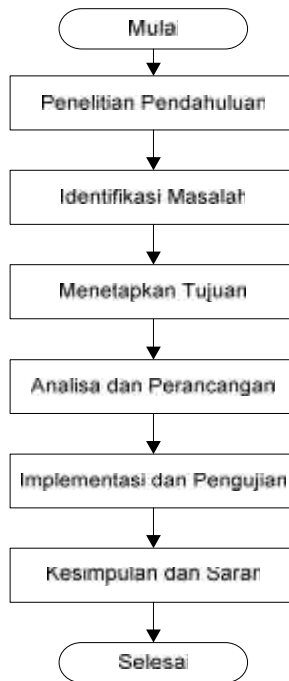 Mulai
Penelitian Pendahuluan
Identifikasi Masalah
Menetapkan Tujuan
Analisa dan Perancangan
Implementasi dan Pengujian
Kesimpulan dan Saran
Selesai